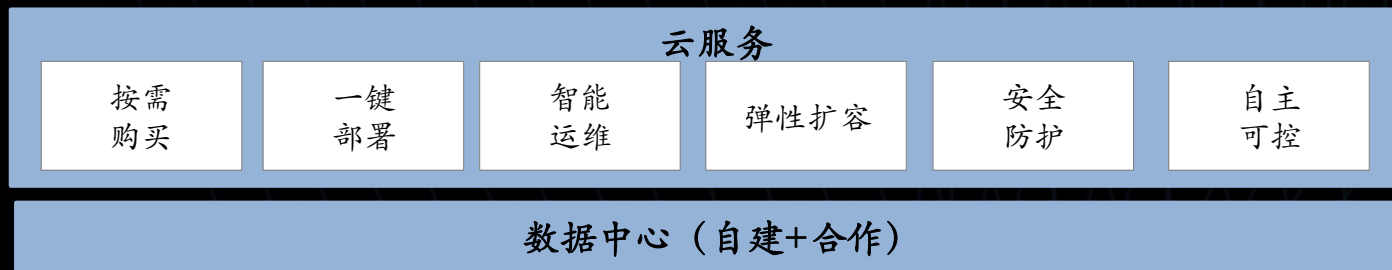 云服务
按需
购买
一键
部署
智能
运维
弹性扩容
安全
防护
自主
可控
数据中心（自建+合作）